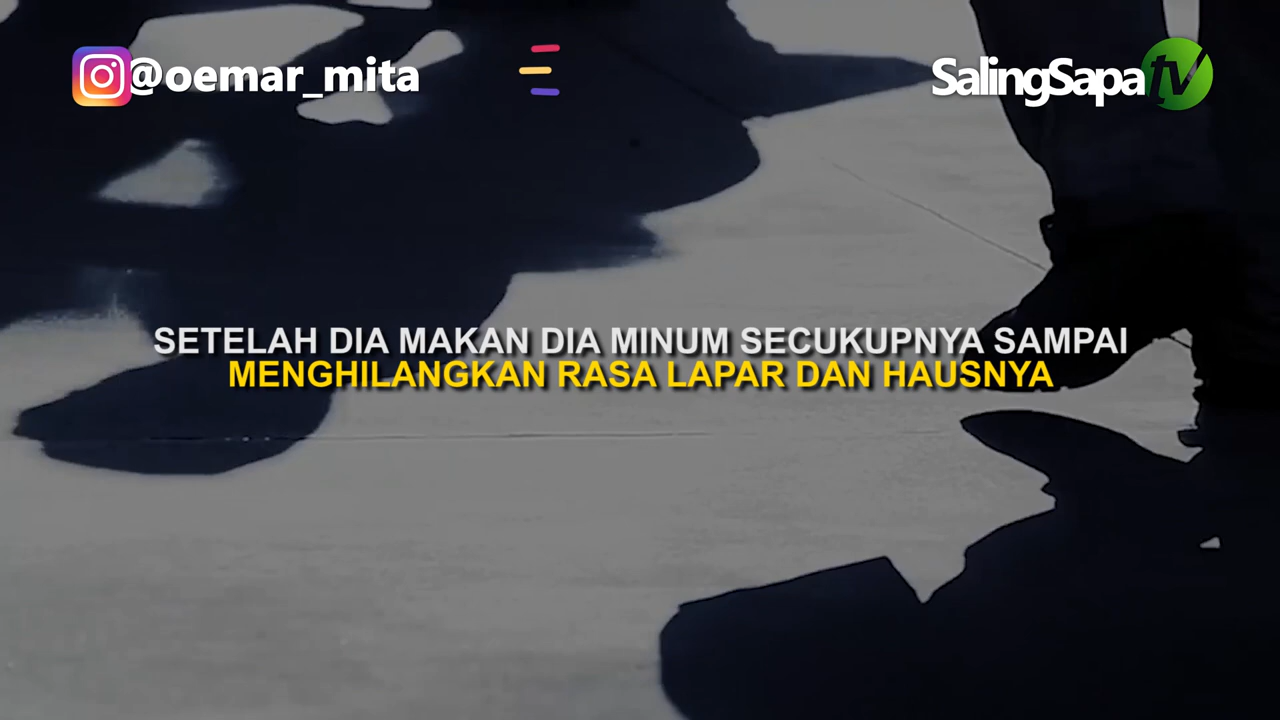 @oemar_mita
SalingSapa tv
SETELAH DIA MAKAN DIA MINUM SECUKUPNYA SAMPAI
MENGHILANGKAN RASA LAPAR DAN HAUSNYA